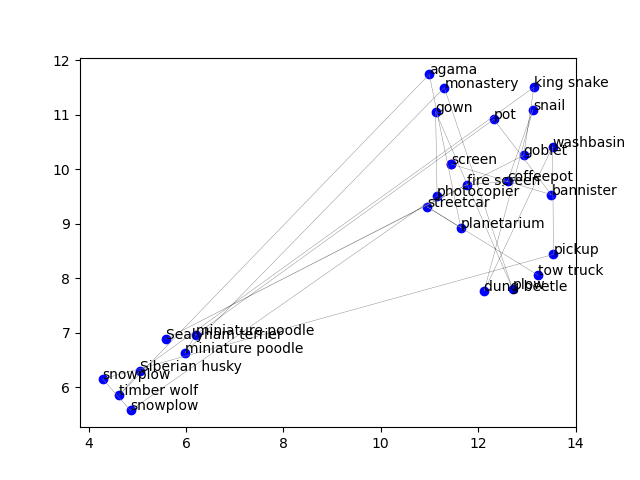 12
agama
monastery
king snake
gown
snail
pot
11
washbasin
goblet
screen
10
coffeepot
fire screen
photocopier
bannister
streetcar
9
planetarium
pickup
tow truck
8
dung beetle
plow
miniature poodle
Sealyham terrier
7
miniature poodle
Siberian husky
snowplow
timber wolf
6
snowplow
4
6
8
10
12
14